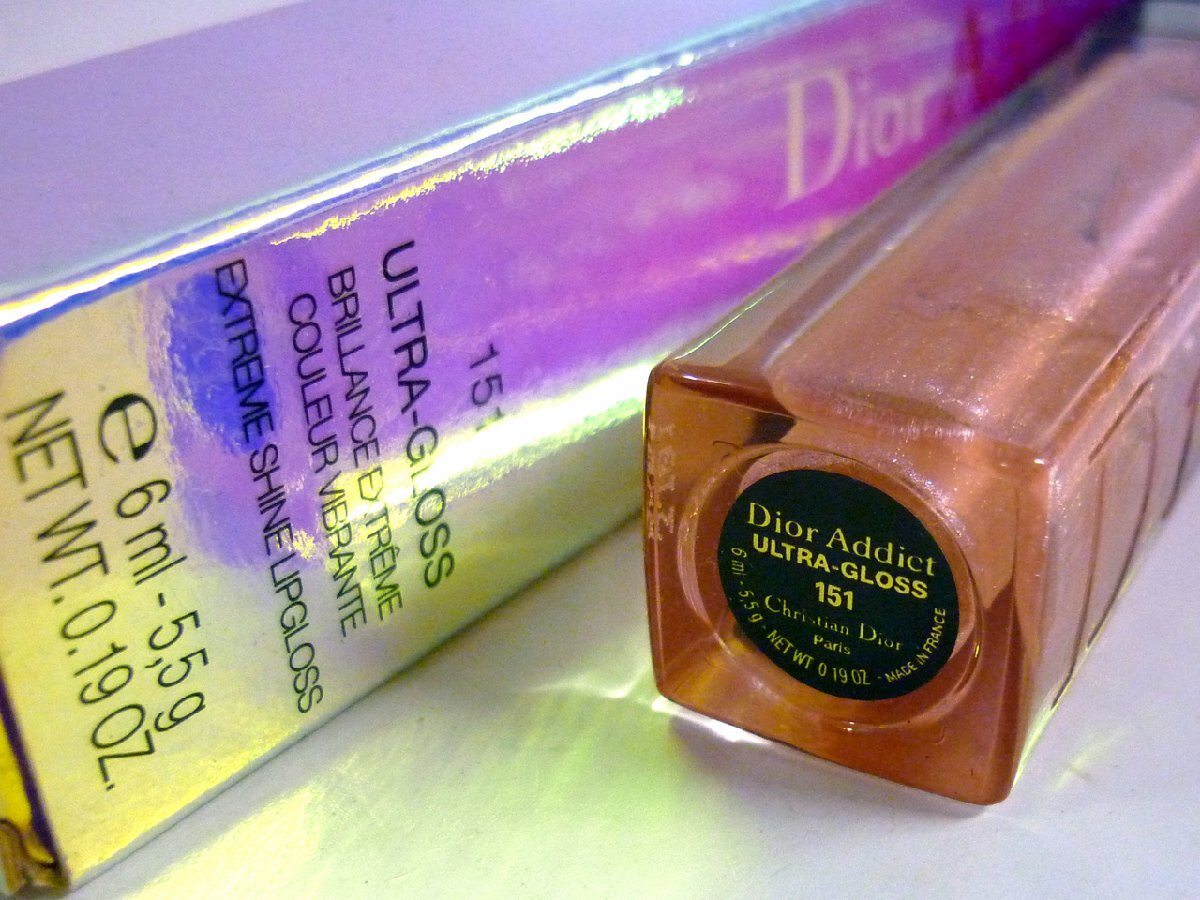 Dior
151
ULTRA-GLOSS
BRILLANCE EXTRÊME
COULEUR VIBRANTE
EXTREME SHINE LIPGLOSS
e 6 ml - 5,5 g
NET WT. 0.19 OZ.
Dior Addict
ULTRA-GLOSS
151
Christian Dior
Paris
6 ml - 5,5 g - NET WT 0 19 OZ - MADE IN FRANCE